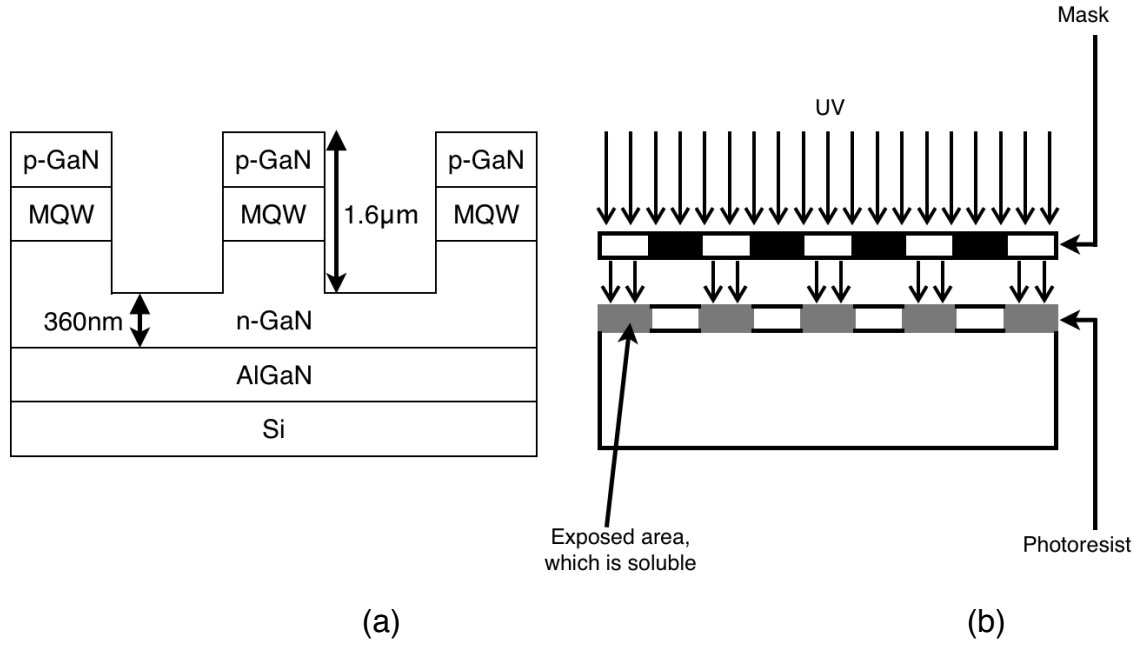 p-GaN
p-GaN
p-GaN
MQW
MQW
1.6μm
MQW
360nm
n-GaN
AlGaN
Si
(a)
Mask
UV
Exposed area,
which is soluble
Photoresist
(b)